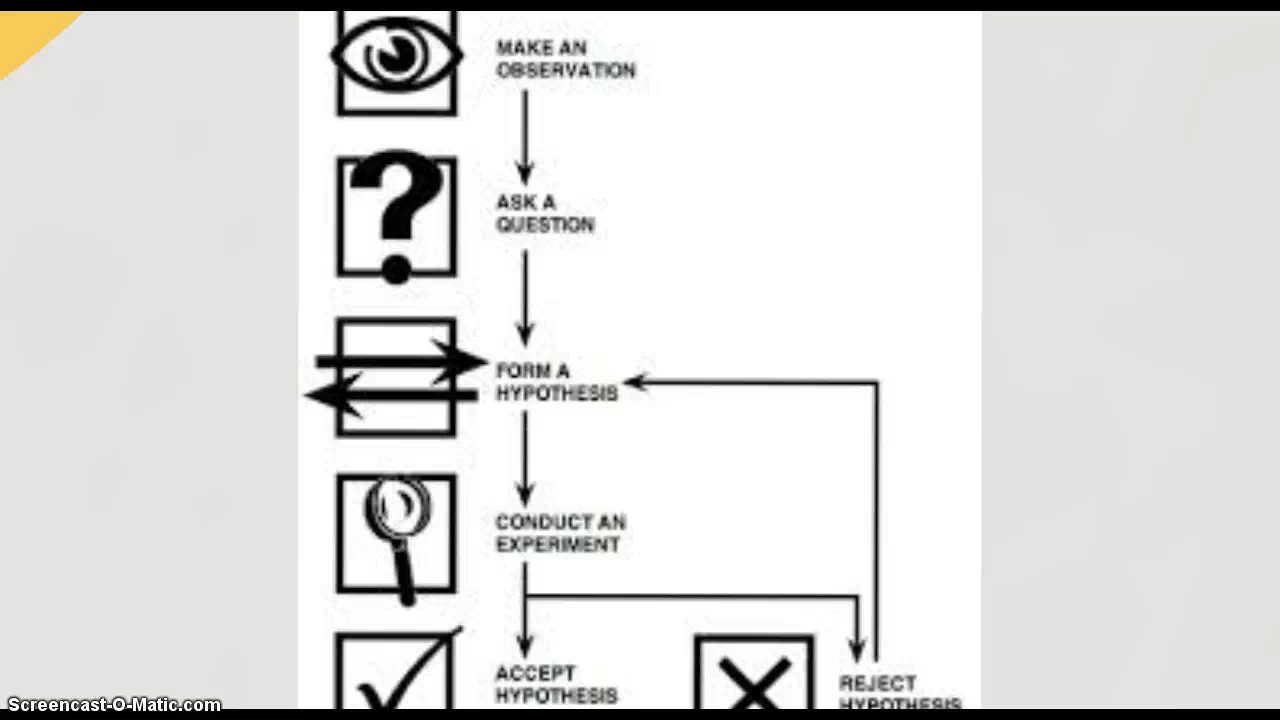 MAKE AN
OBSERVATION
ASK A
QUESTION
FORM A
HYPOTHESIS
CONDUCT AN
EXPERIMENT
ACCEPT
HYPOTHESIS
REJECT
HYPOTHESIS
Screencast-O-Matic.com